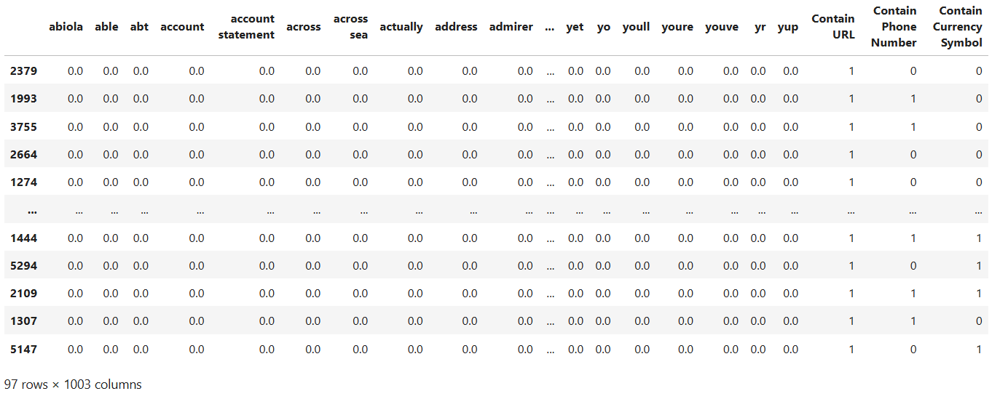 abiola able abt account account statement across across sea actually address admirer ... yet yo youll youre youve yr yup Contain URL Contain Phone Number Contain Currency Symbol
2379 0.0 0.0 0.0 0.0 0.0 0.0 0.0 0.0 0.0 0.0 ... 0.0 0.0 0.0 0.0 0.0 0.0 0.0 1 0 0
1993 0.0 0.0 0.0 0.0 0.0 0.0 0.0 0.0 0.0 0.0 ... 0.0 0.0 0.0 0.0 0.0 0.0 0.0 1 1 0
3755 0.0 0.0 0.0 0.0 0.0 0.0 0.0 0.0 0.0 0.0 ... 0.0 0.0 0.0 0.0 0.0 0.0 0.0 1 1 0
2664 0.0 0.0 0.0 0.0 0.0 0.0 0.0 0.0 0.0 0.0 ... 0.0 0.0 0.0 0.0 0.0 0.0 0.0 1 0 0
1274 0.0 0.0 0.0 0.0 0.0 0.0 0.0 0.0 0.0 0.0 ... 0.0 0.0 0.0 0.0 0.0 0.0 0.0 1 0 0
... ... ... ... ... ... ... ... ... ... ... ... ... ... ... ... ... ... ... ... ... ...
1444 0.0 0.0 0.0 0.0 0.0 0.0 0.0 0.0 0.0 0.0 ... 0.0 0.0 0.0 0.0 0.0 0.0 0.0 1 1 1
5294 0.0 0.0 0.0 0.0 0.0 0.0 0.0 0.0 0.0 0.0 ... 0.0 0.0 0.0 0.0 0.0 0.0 0.0 1 0 1
2109 0.0 0.0 0.0 0.0 0.0 0.0 0.0 0.0 0.0 0.0 ... 0.0 0.0 0.0 0.0 0.0 0.0 0.0 1 1 1
1307 0.0 0.0 0.0 0.0 0.0 0.0 0.0 0.0 0.0 0.0 ... 0.0 0.0 0.0 0.0 0.0 0.0 0.0 1 1 0
5147 0.0 0.0 0.0 0.0 0.0 0.0 0.0 0.0 0.0 0.0 ... 0.0 0.0 0.0 0.0 0.0 0.0 0.0 1 0 1
97 rows × 1003 columns